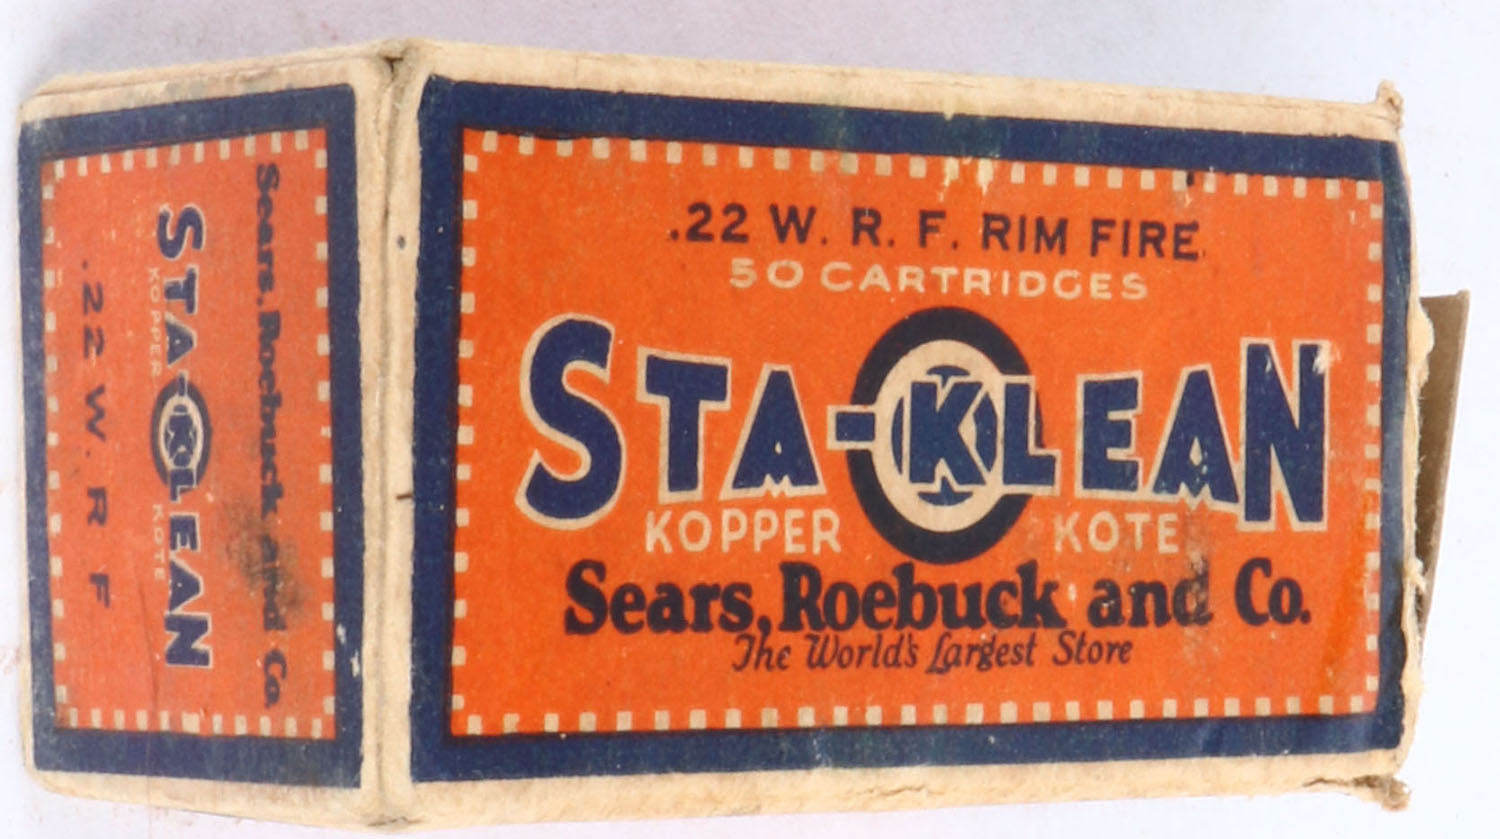 .22 W. R. F. RIM FIRE
50 CARTRIDGES
STA-KLEAN
KOPPER KOTE
Sears, Roebuck and Co.
The World's Largest Store
Sears, Roebuck and Co.
STA-KLEAN
KOPPER KOTE
.22 W. R F